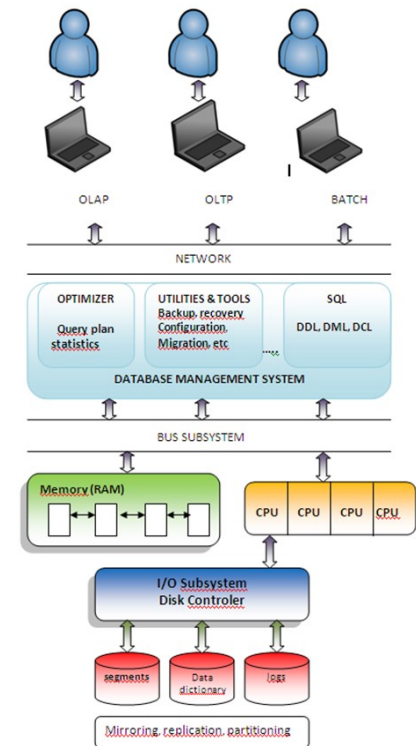 OLAP OLTP BATCH
NETWORK
OPTIMIZER
Query plan
statistics
UTILITIES & TOOLS
Backup, recovery
Configuration,
Migration, etc
.....
SQL
DDL, DML, DCL
DATABASE MANAGEMENT SYSTEM
BUS SUBSYSTEM
Memory (RAM)
CPU CPU CPU CPU
I/O Subsystem
Disk Controler
segments
Data
dictionary
logs
Mirroring, replication, partitioning